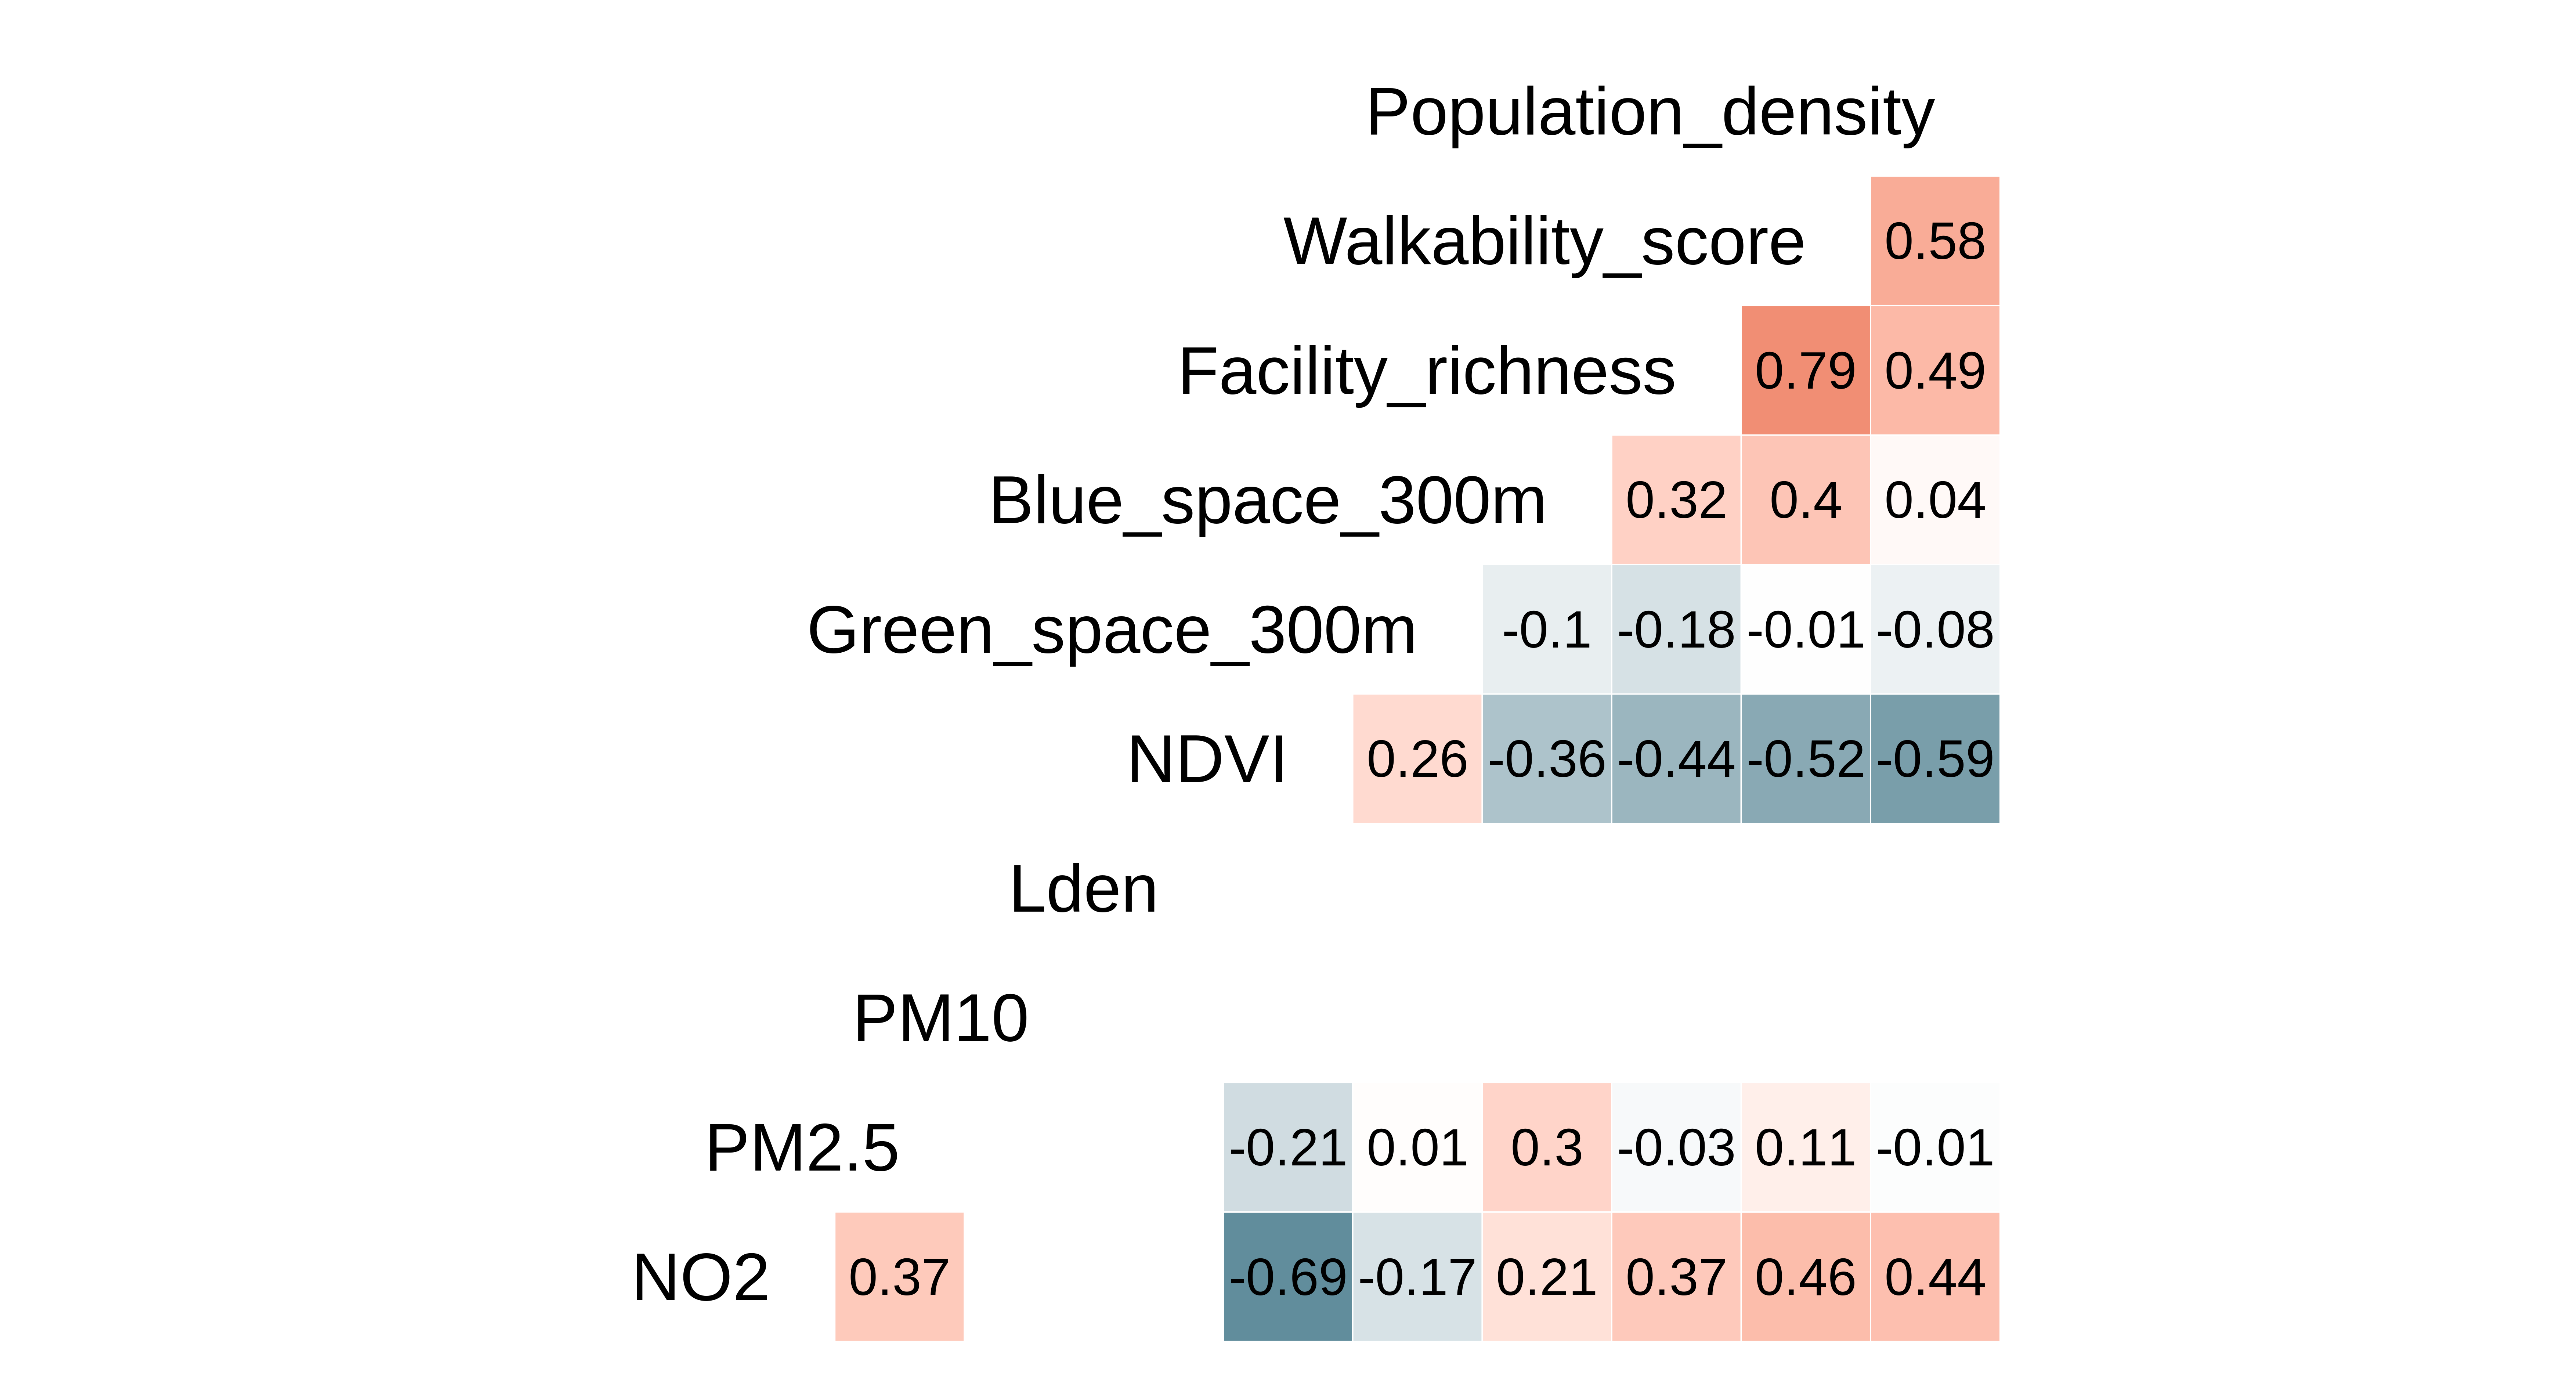 Population_density
Walkability_score 0.58
Facility_richness 0.79 0.49
Blue_space_300m 0.32 0.4 0.04
Green_space_300m -0.1 -0.18 -0.01 -0.08
NDVI 0.26 -0.36 -0.44 -0.52 -0.59
Lden
PM10
PM2.5 -0.21 0.01 0.3 -0.03 0.11 -0.01
NO2 0.37 -0.69 -0.17 0.21 0.37 0.46 0.44